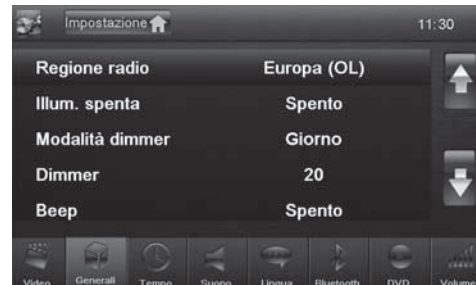 Impostazione 11:30
Regione radio Europa (OL)
Illum. spenta Spento
Modalità dimmer Giorno
Dimmer 20
Beep Spento
Video Generali Tempo Suono Lingua Bluetooth DVD Volume